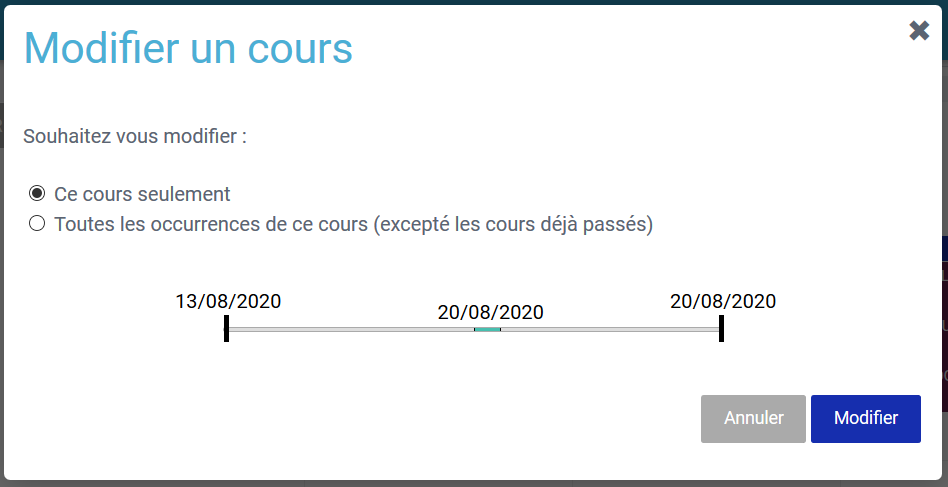 Modifier un cours
Souhaitez vous modifier :
Ce cours seulement
Toutes les occurrences de ce cours (excepté les cours déjà passés)
13/08/2020
20/08/2020
20/08/2020
Annuler
Modifier